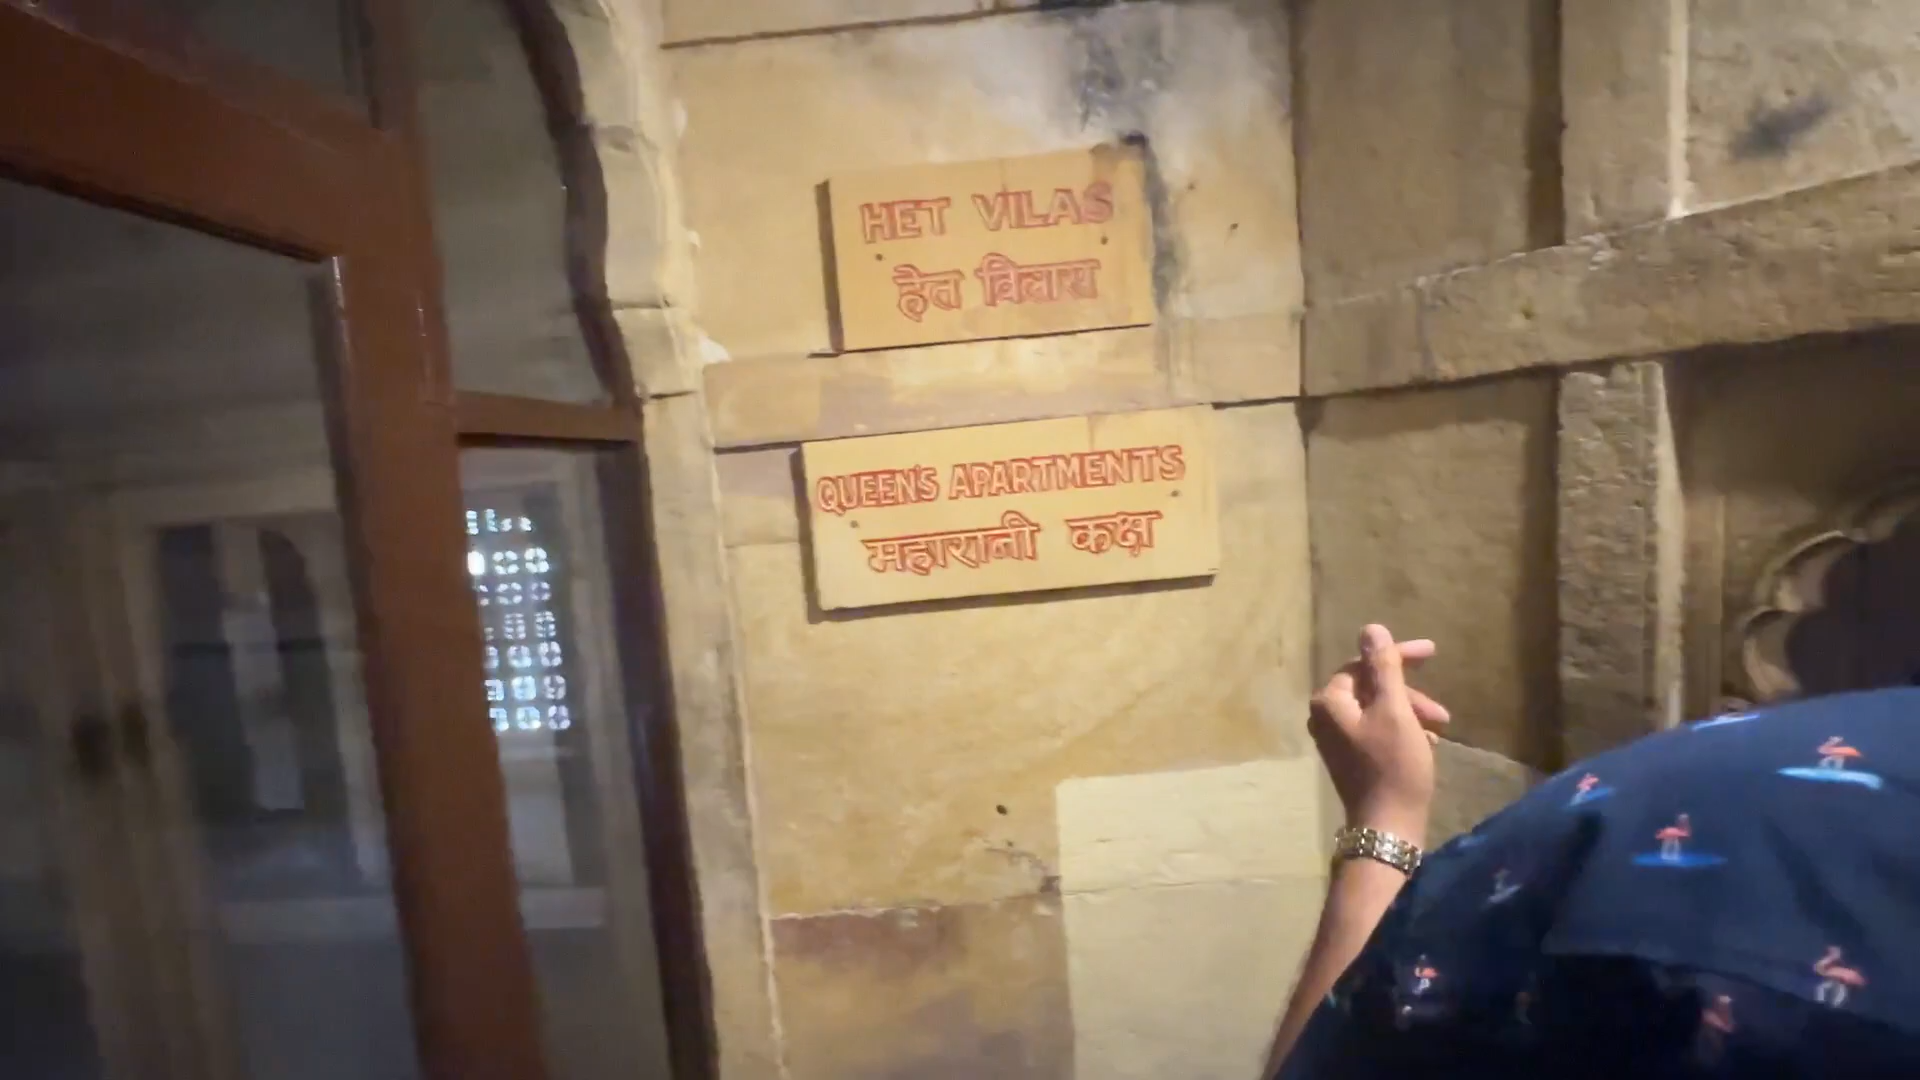 HET VILAS
हेत विलास
QUEEN'S APARTMENTS
महारानी कक्ष